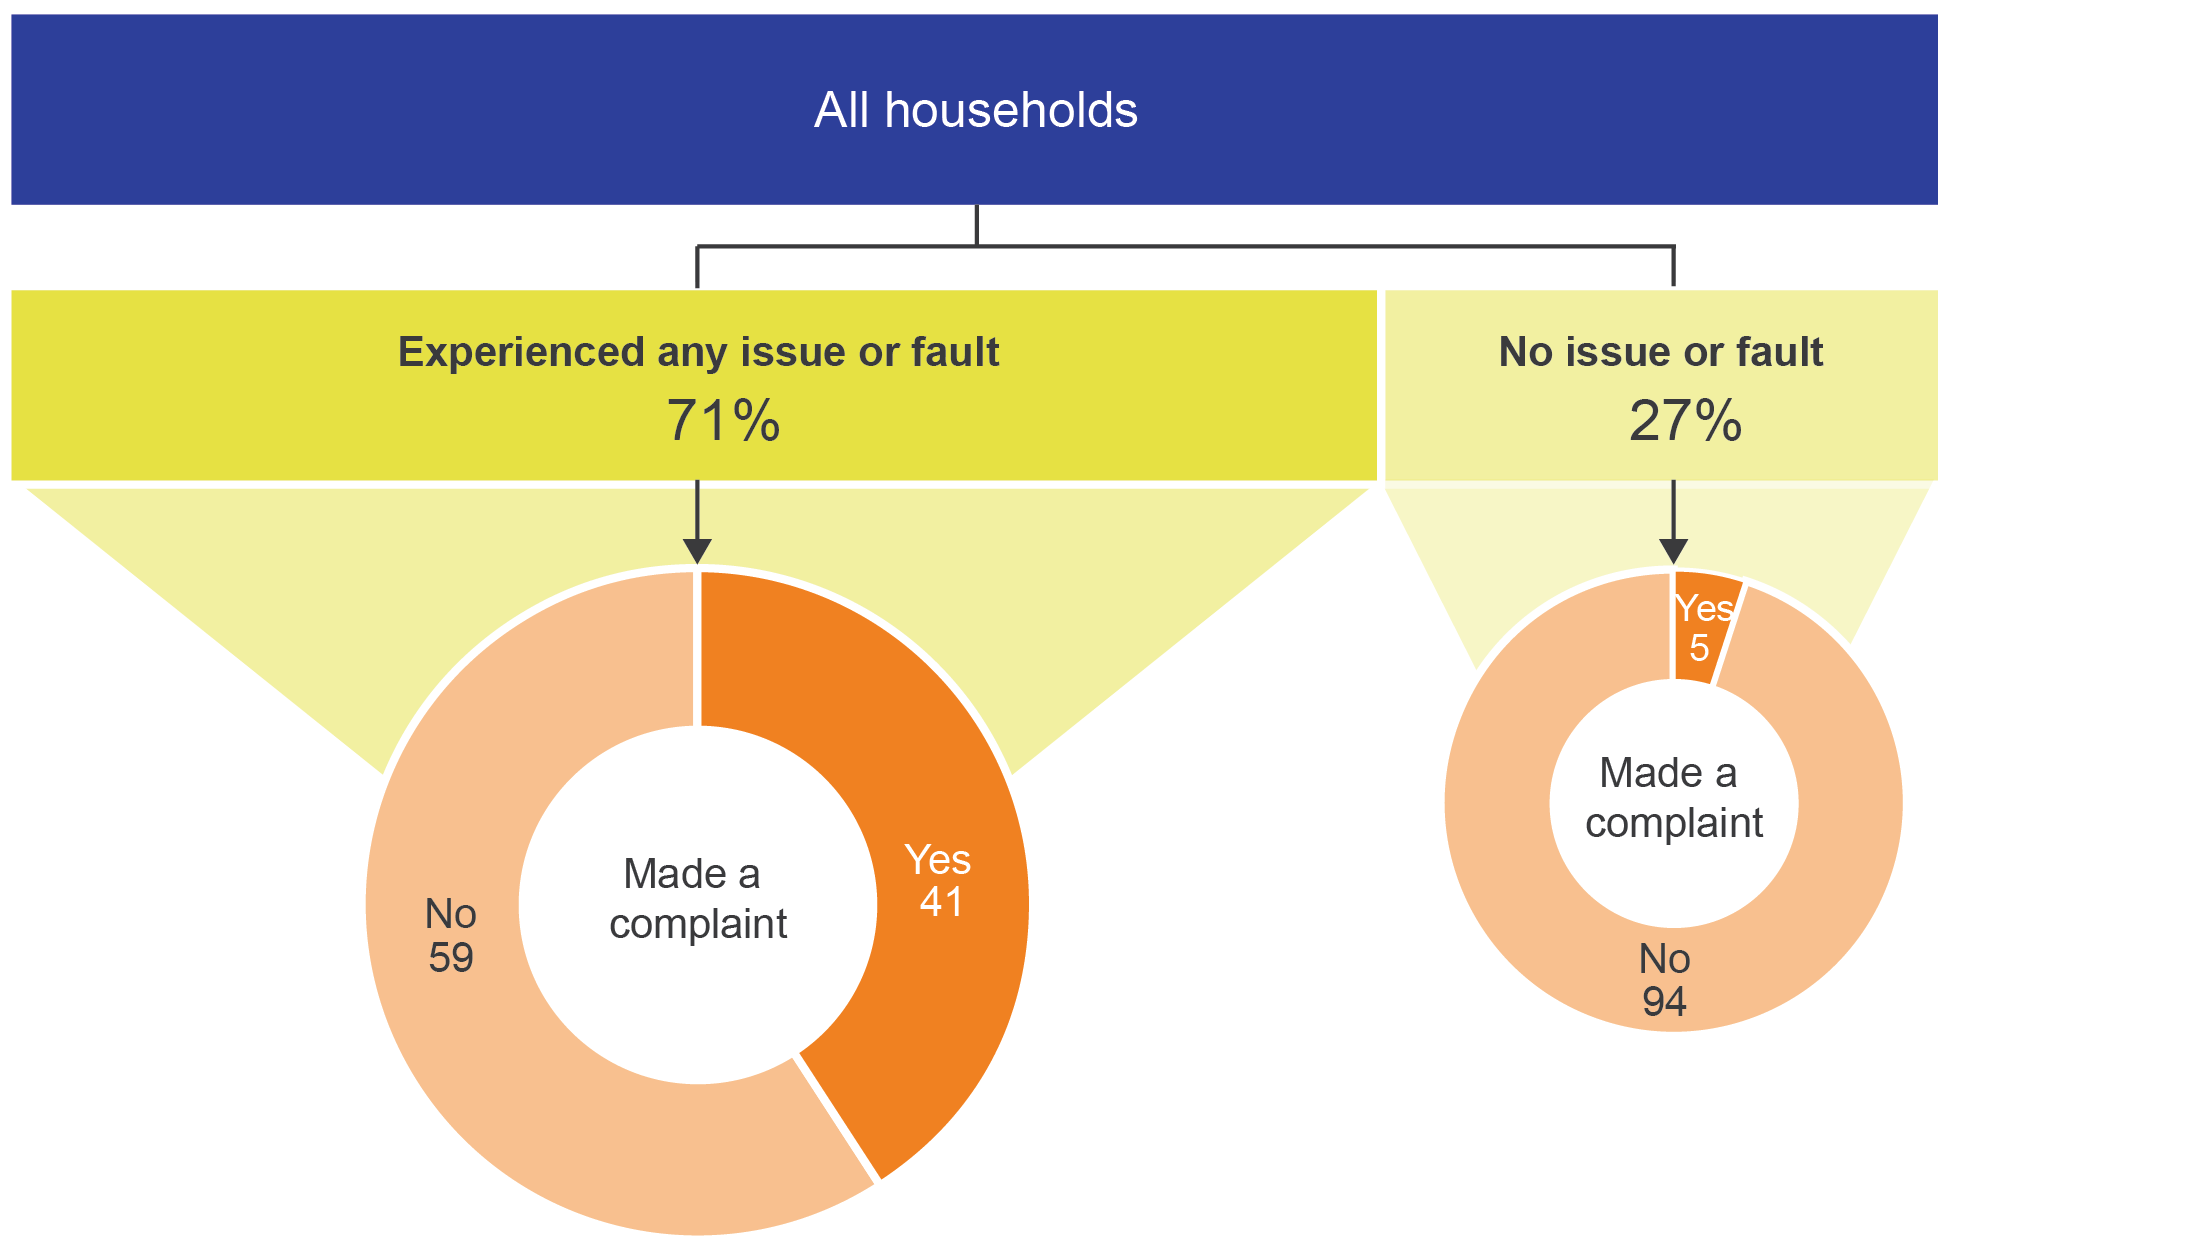 All households
Experienced any issue or fault
71%
No issue or fault
27%
Made a
complaint
Yes
41
No
59
Yes
5
Made a
complaint
No
94